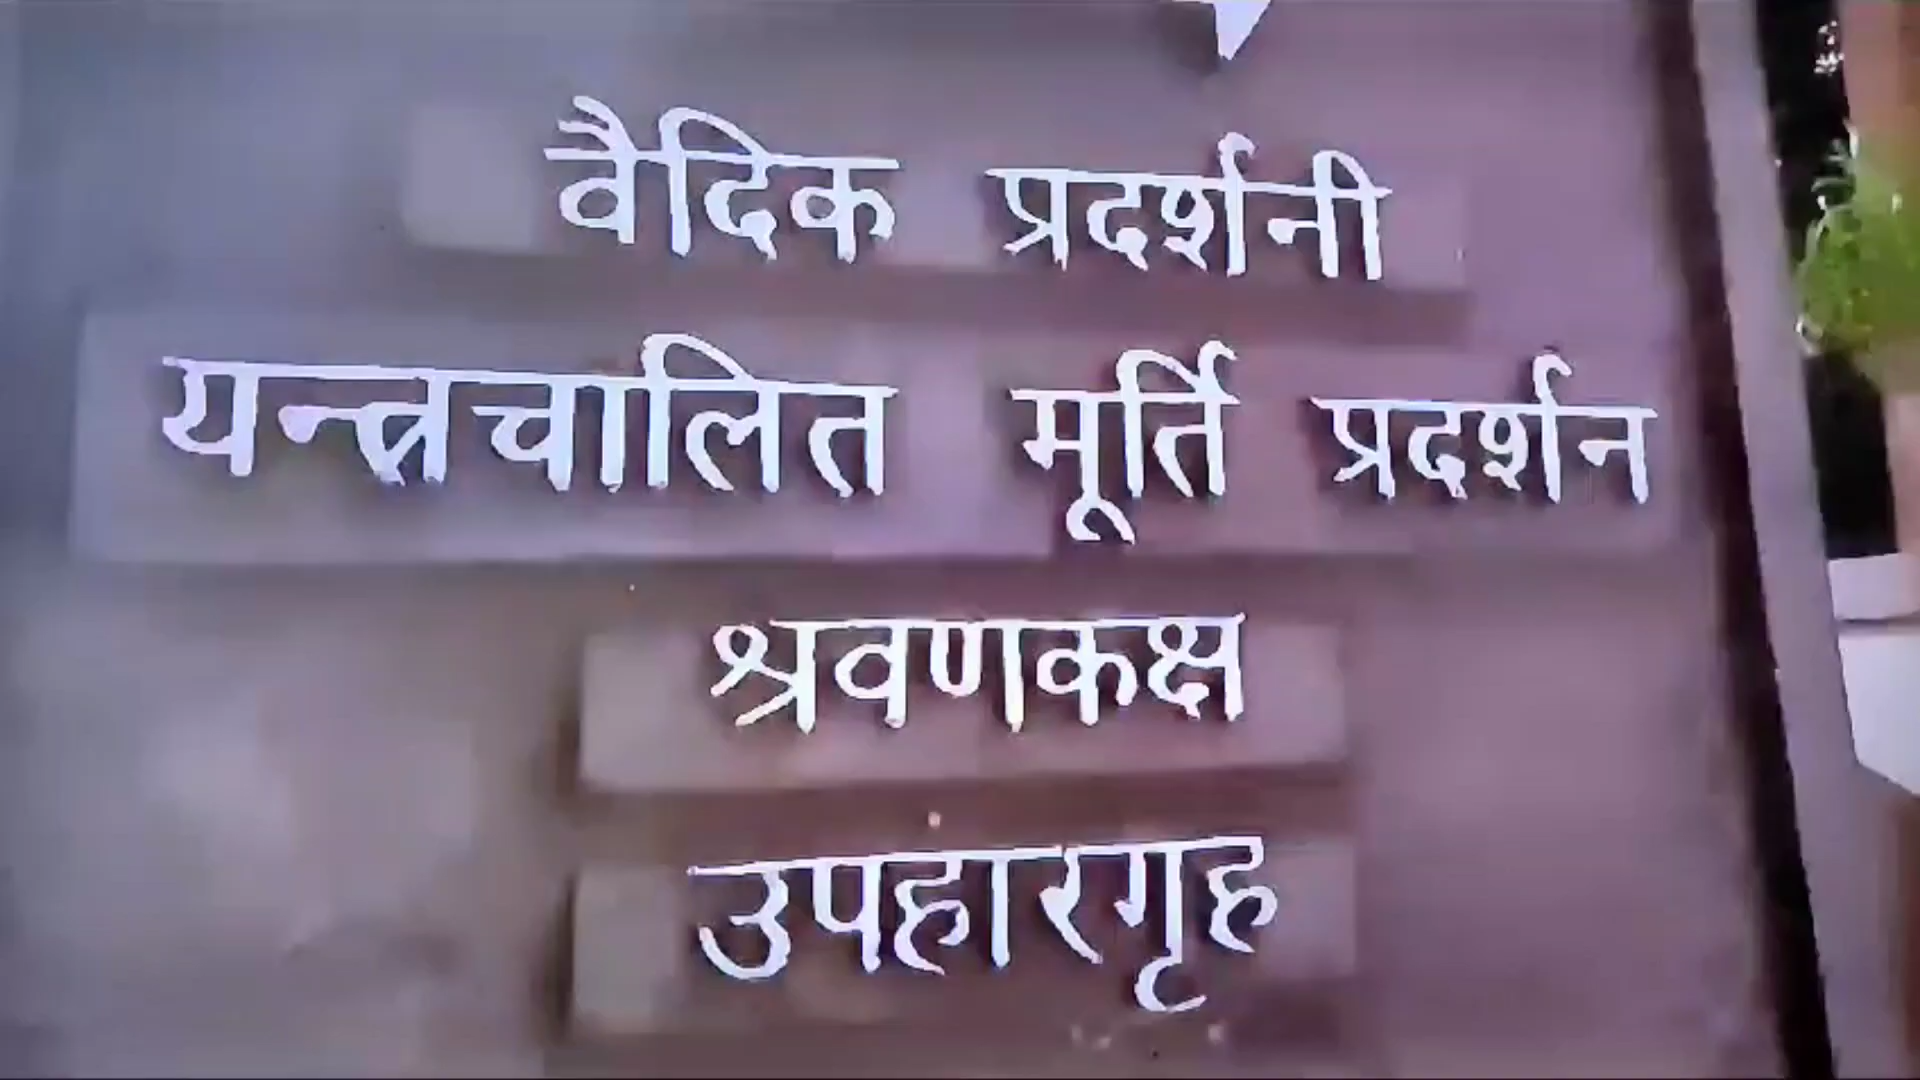 वैदिक प्रदर्शनी
यन्त्रचालित मूर्ति प्रदर्शन
श्रवणकक्ष
उपहारगृह